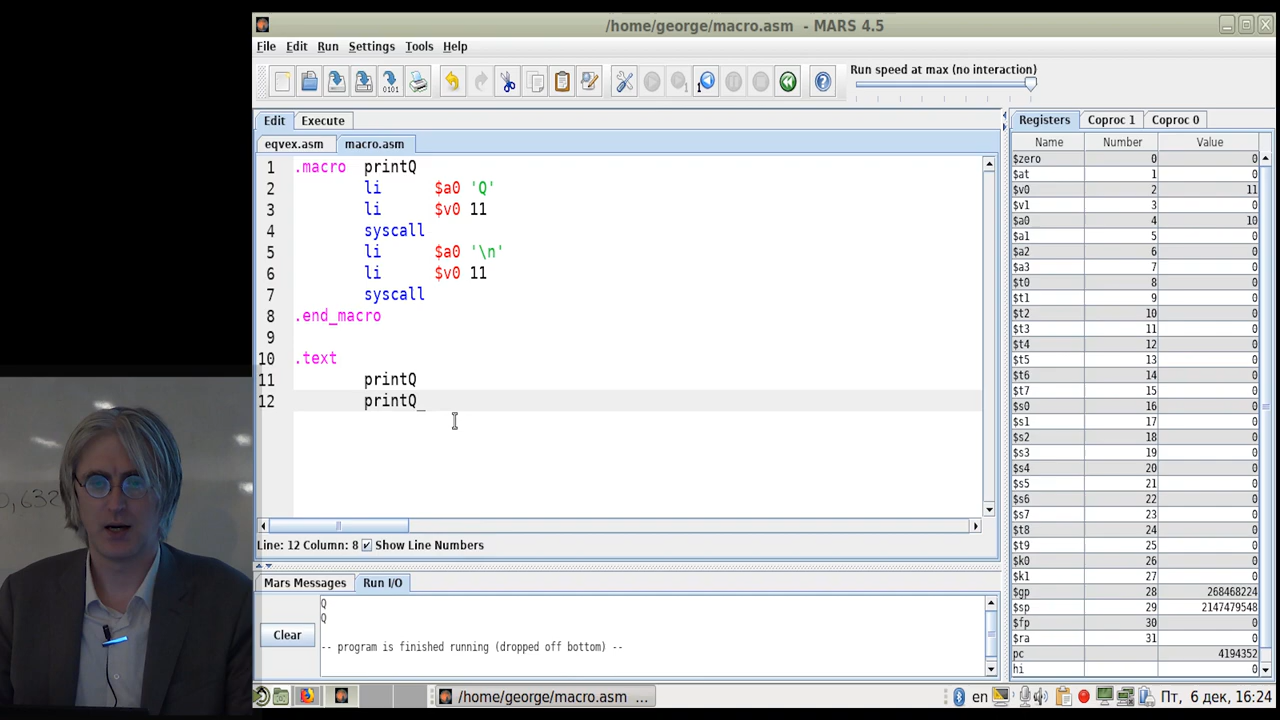 /home/george/macro.asm - MARS 4.5
File Edit Run Settings Tools Help
Run speed at max (no interaction)
Edit Execute
eqvex.asm macro.asm
1 .macro printQ
2 li $a0 'Q'
3 li $v0 11
4 syscall
5 li $a0 '\n'
6 li $v0 11
7 syscall
8 .end_macro
9
10 .text
11 printQ
12 printQ
Line: 12 Column: 8 Show Line Numbers
Mars Messages Run I/O
Clear
Q
Q
-- program is finished running (dropped off bottom) --
Registers Coproc 1 Coproc 0
Name Number Value
$zero 0 0
$at 1 0
$v0 2 11
$v1 3 0
$a0 4 10
$a1 5 0
$a2 6 0
$a3 7 0
$t0 8 0
$t1 9 0
$t2 10 0
$t3 11 0
$t4 12 0
$t5 13 0
$t6 14 0
$t7 15 0
$s0 16 0
$s1 17 0
$s2 18 0
$s3 19 0
$s4 20 0
$s5 21 0
$s6 22 0
$s7 23 0
$t8 24 0
$t9 25 0
$k0 26 0
$k1 27 0
$gp 28 268468224
$sp 29 2147479548
$fp 30 0
$ra 31 0
pc 4194352
hi 0
0,632
/home/george/macro.asm ...
en Пт, 6 дек, 16:24